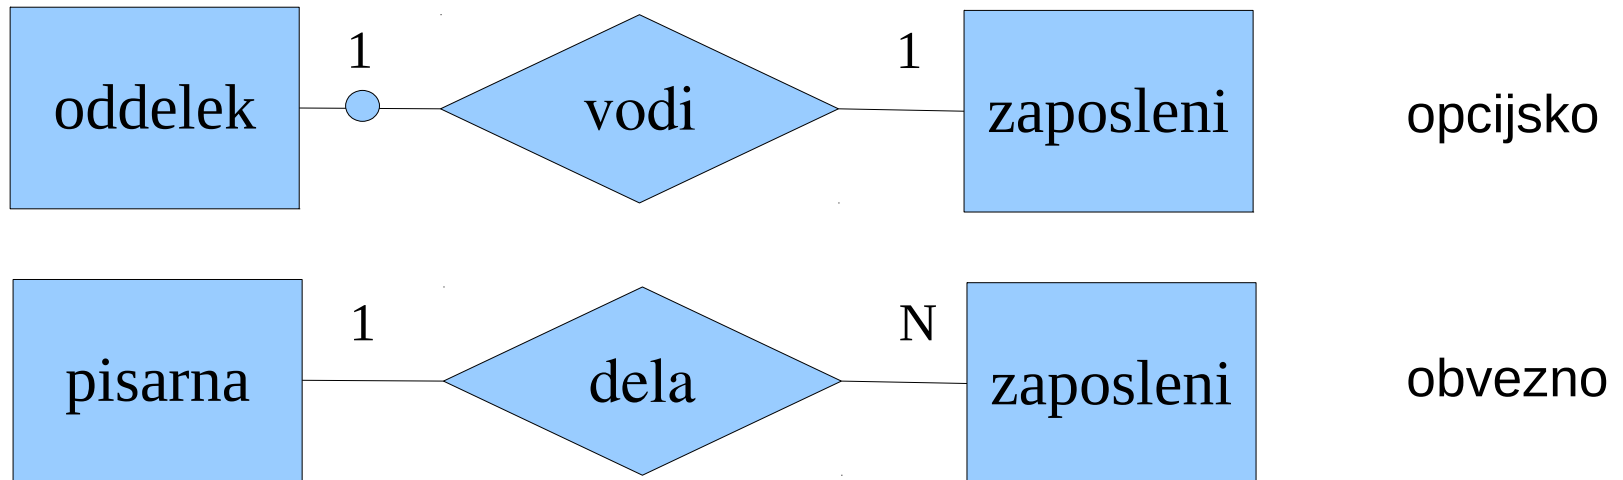 1
1
oddelek
vodi
zaposleni
opcijsko
1
N
pisarna
dela
zaposleni
obvezno